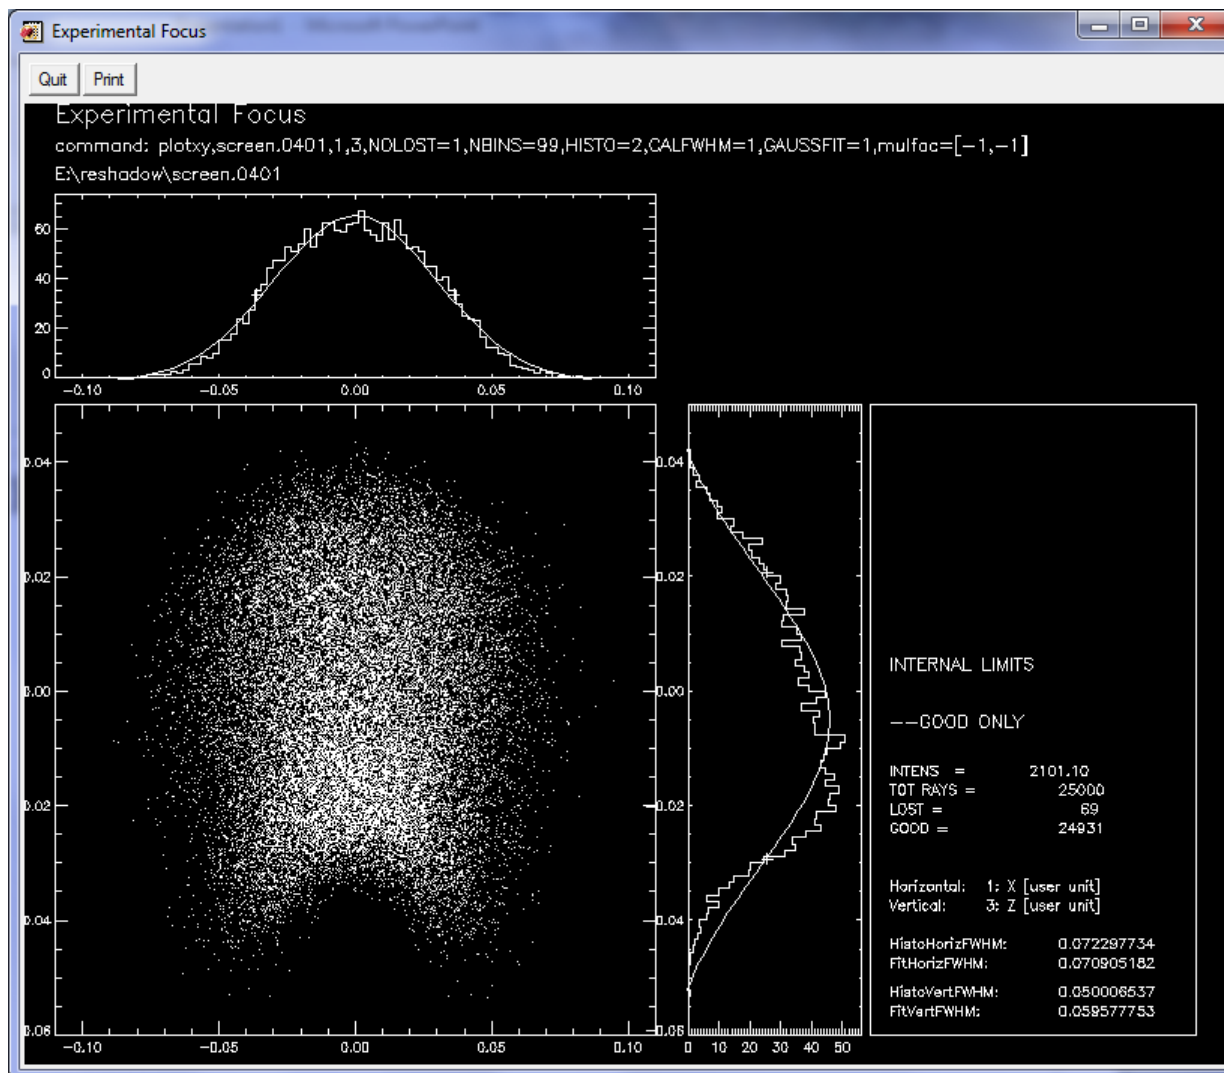 Experimental Focus
Quit Print
Experimental Focus
command: plotxy,screen.0401,1,3,NOLOST=1,NBINS=99,HISTO=2,CALFWHM=1,GAUSSFIT=1,mulfac=[-1,-1]
E:\reshadow\screen.0401
60
40
20
0
-0.10 -0.05 0.00 0.05 0.10
0.04 0.04
0.02 0.02
0.00 0.00
0.02 0.02
0.04 0.04
0.06 0.06
-0.10 -0.05 0.00 0.05 0.10
0 10 20 30 40 50
INTERNAL LIMITS
--GOOD ONLY
INTENS = 2101.10
TOT RAYS = 25000
LOST = 69
GOOD = 24931
Horizontal: 1: X [user unit]
Vertical: 3: Z [user unit]
HistoHorizFWHM: 0.072297734
FitHorizFWHM: 0.070905182
HistoVertFWHM: 0.050006537
FitVertFWHM: 0.059577753